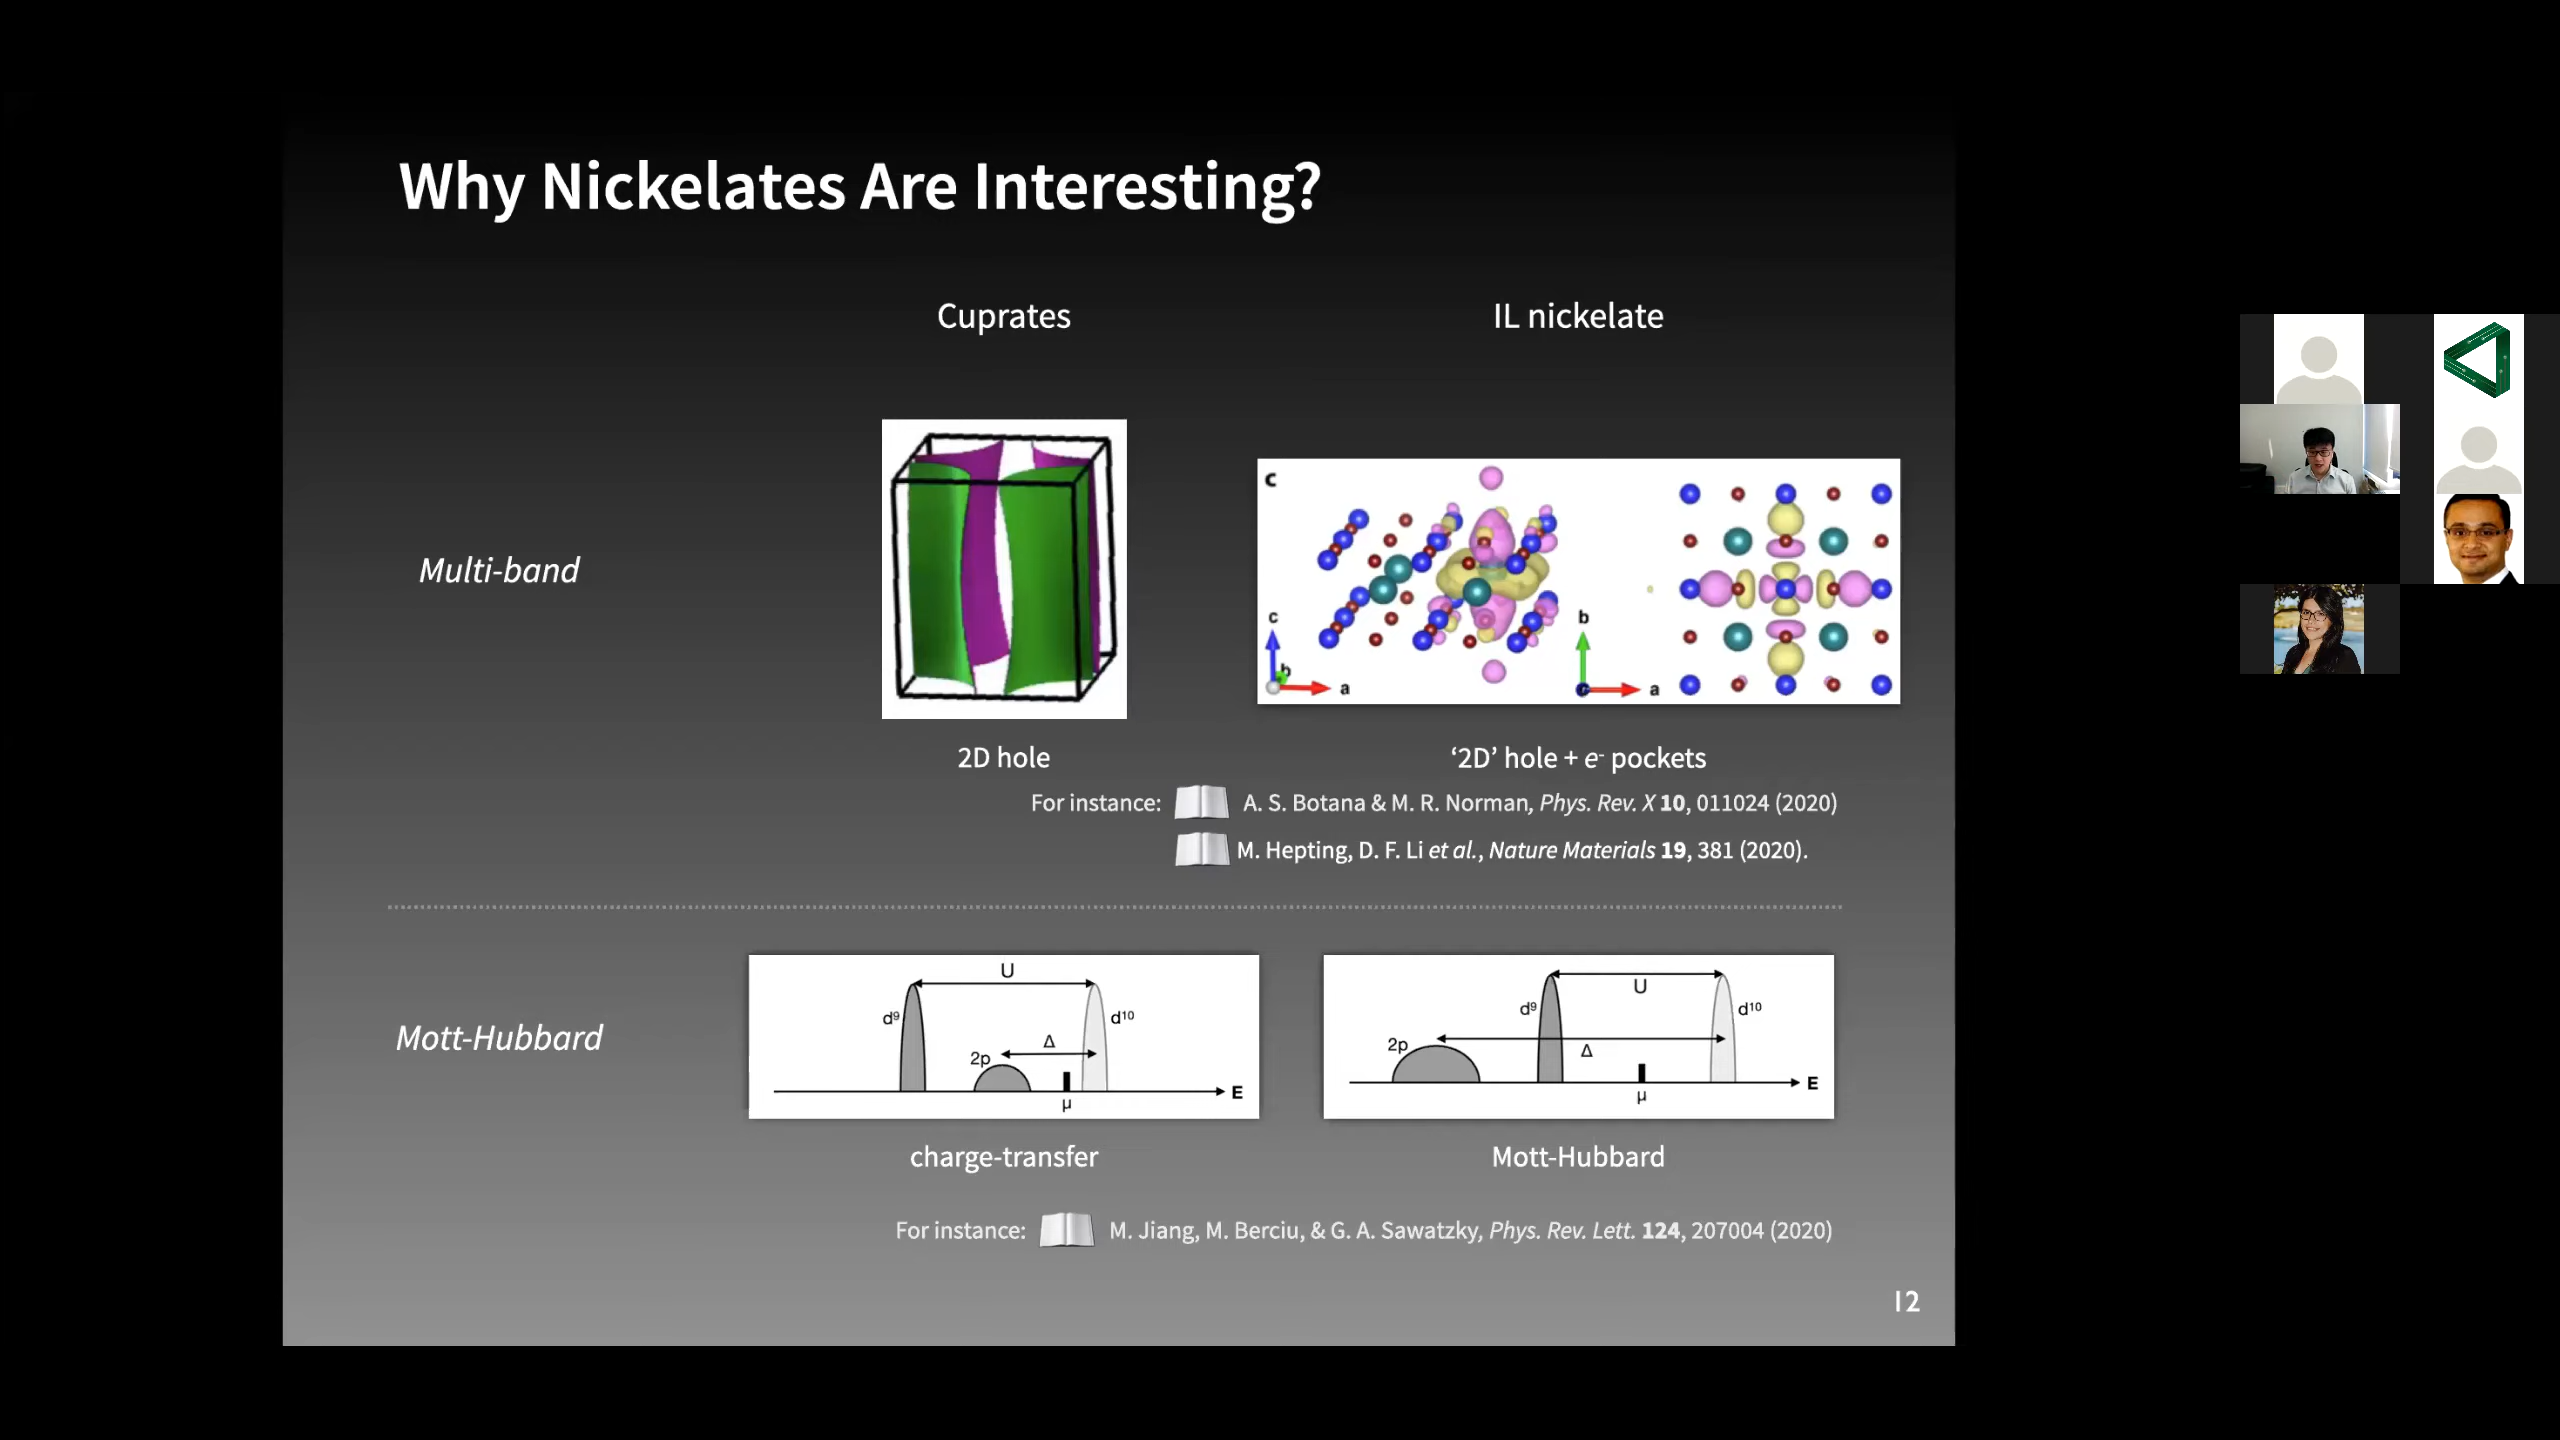 Why Nickelates Are Interesting?
Cuprates
IL nickelate
Multi-band
c
c
b
a
b
a
2D hole
‘2D’ hole + e⁻ pockets
For instance: A. S. Botana & M. R. Norman, Phys. Rev. X 10, 011024 (2020)
M. Hepting, D. F. Li et al., Nature Materials 19, 381 (2020).
Mott-Hubbard
U
d⁹
d¹⁰
Δ
2p
E
μ
U
d⁹
d¹⁰
2p
Δ
E
μ
charge-transfer
Mott-Hubbard
For instance: M. Jiang, M. Berciu, & G. A. Sawatzky, Phys. Rev. Lett. 124, 207004 (2020)
12